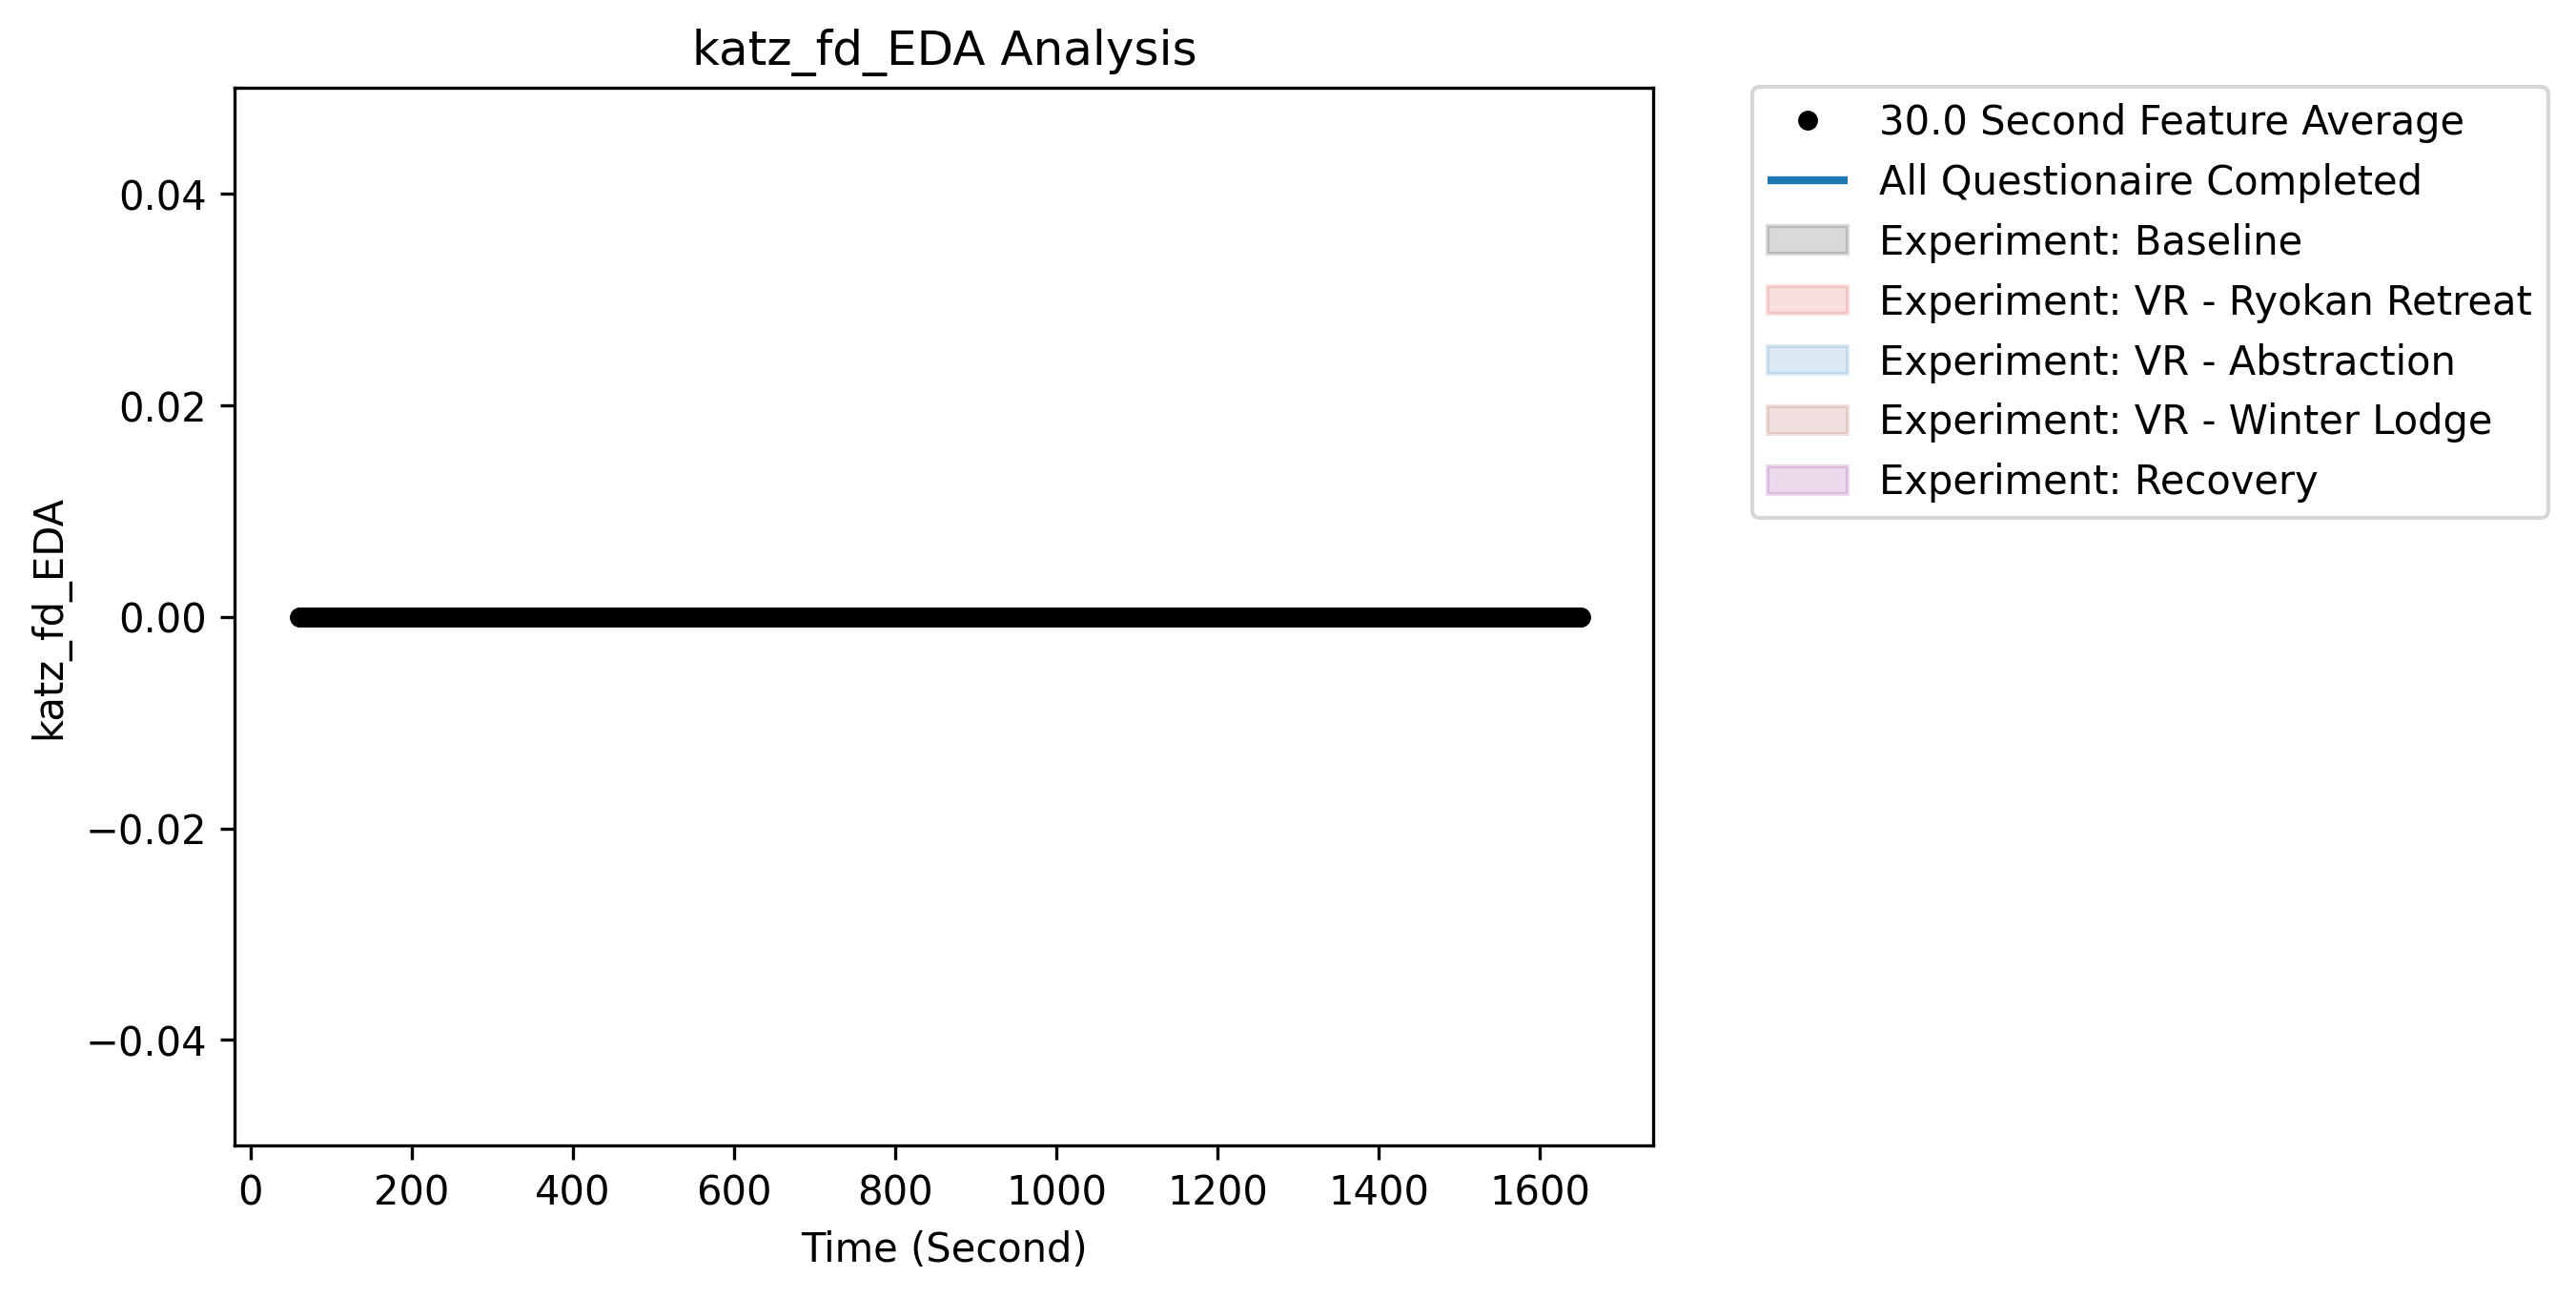 katz_fd_EDA Analysis
30.0 Second Feature Average
All Questionaire Completed
Experiment: Baseline
Experiment: VR - Ryokan Retreat
Experiment: VR - Abstraction
Experiment: VR - Winter Lodge
Experiment: Recovery
katz_fd_EDA
0.04
0.02
0.00
−0.02
−0.04
0 200 400 600 800 1000 1200 1400 1600
Time (Second)